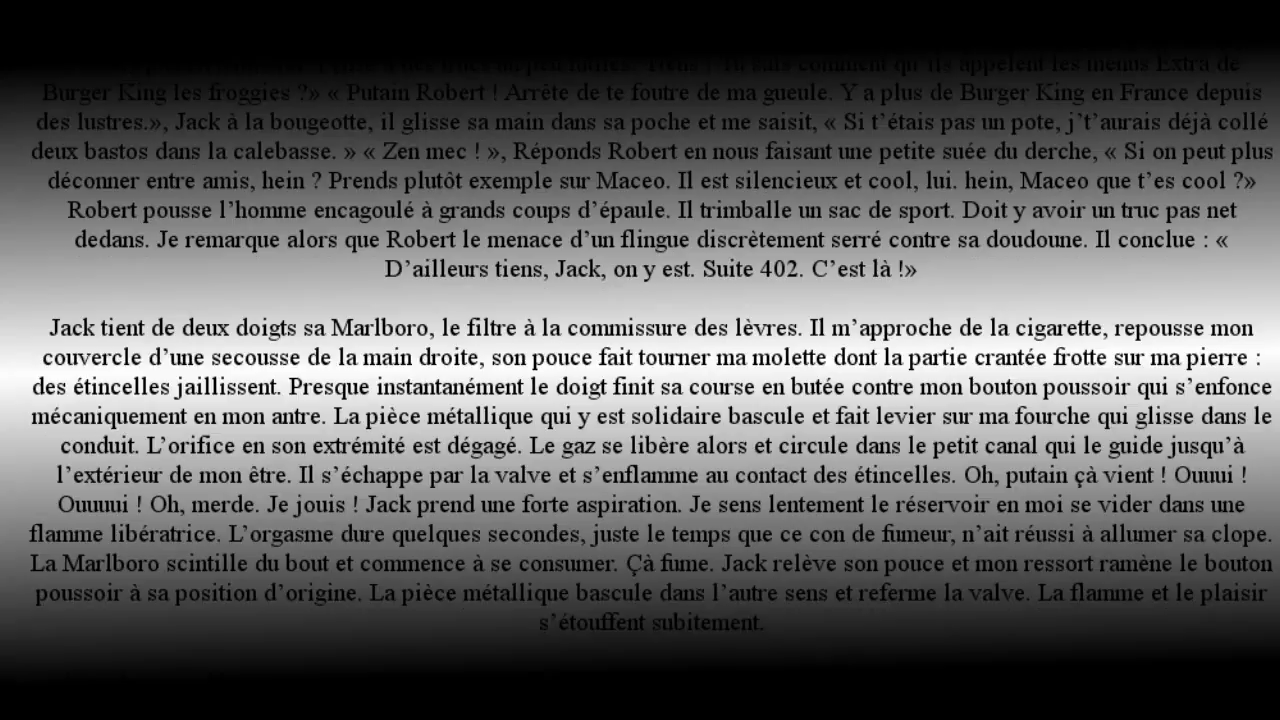 des trucs un peu futiles. Tiens ! Tu sais comment qu'ils appelent les menus Extra de
Burger King les froggies ?» « Putain Robert ! Arrête de te foutre de ma gueule. Y a plus de Burger King en France depuis
des lustres.», Jack à la bougeotte, il glisse sa main dans sa poche et me saisit, « Si t’étais pas un pote, j’t’aurais déjà collé
deux bastos dans la calebasse. » « Zen mec ! », Réponds Robert en nous faisant une petite suée du derche, « Si on peut plus
déconner entre amis, hein ? Prends plutôt exemple sur Maceo. Il est silencieux et cool, lui. hein, Maceo que t’es cool ?»
Robert pousse l’homme encagoulé à grands coups d’épaule. Il trimballe un sac de sport. Doit y avoir un truc pas net
dedans. Je remarque alors que Robert le menace d’un flingue discrètement serré contre sa doudoune. Il conclue : «
D’ailleurs tiens, Jack, on y est. Suite 402. C’est là !»
Jack tient de deux doigts sa Marlboro, le filtre à la commissure des lèvres. Il m’approche de la cigarette, repousse mon
couvercle d’une secousse de la main droite, son pouce fait tourner ma molette dont la partie crantée frotte sur ma pierre :
des étincelles jaillissent. Presque instantanément le doigt finit sa course en butée contre mon bouton poussoir qui s’enfonce
mécaniquement en mon antre. La pièce métallique qui y est solidaire bascule et fait levier sur ma fourche qui glisse dans le
conduit. L’orifice en son extrémité est dégagé. Le gaz se libère alors et circule dans le petit canal qui le guide jusqu’à
l’extérieur de mon être. Il s’échappe par la valve et s’enflamme au contact des étincelles. Oh, putain çà vient ! Ouuui !
Ouuuui ! Oh, merde. Je jouis ! Jack prend une forte aspiration. Je sens lentement le réservoir en moi se vider dans une
flamme libératrice. L’orgasme dure quelques secondes, juste le temps que ce con de fumeur, n’ait réussi à allumer sa clope.
La Marlboro scintille du bout et commence à se consumer. Çà fume. Jack relève son pouce et mon ressort ramène le bouton
poussoir à sa position d’origine. La pièce métallique bascule dans l’autre sens et referme la valve. La flamme et le plaisir
s’étouffent subitement.